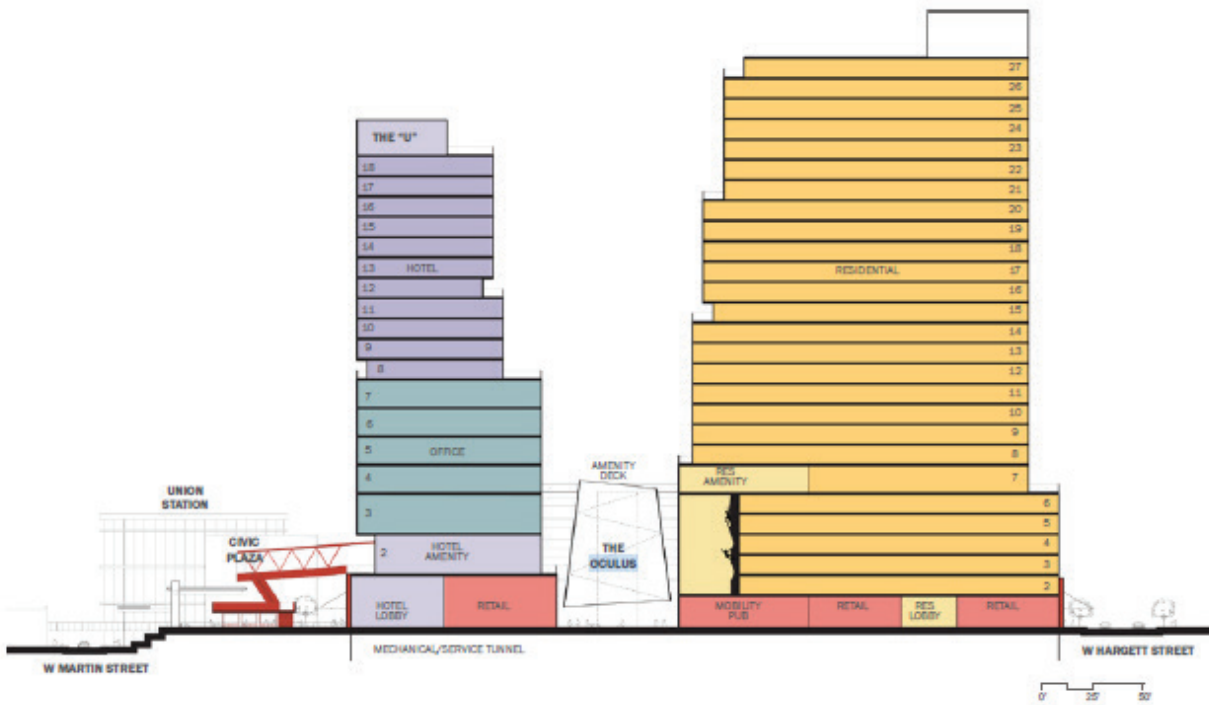 THE "U"
18
17
16
15
14
13 HOTEL
12
11
10
9
8
7
6
5 OFFICE
4
3
2 HOTEL
AMENITY
HOTEL
LOBBY
RETAIL
UNION
STATION
CIVIC
PLAZA
AMENITY
DECK
THE
OCULUS
27
26
25
24
23
22
21
20
19
18
RESIDENTIAL 17
16
15
14
13
12
11
10
9
8
RES
AMENITY
7
6
5
4
3
2
MOBILITY
PUB
RETAIL
RES
LOBBY
RETAIL
MECHANICAL/SERVICE TUNNEL
W MARTIN STREET
W HARGETT STREET
0' 25' 50'